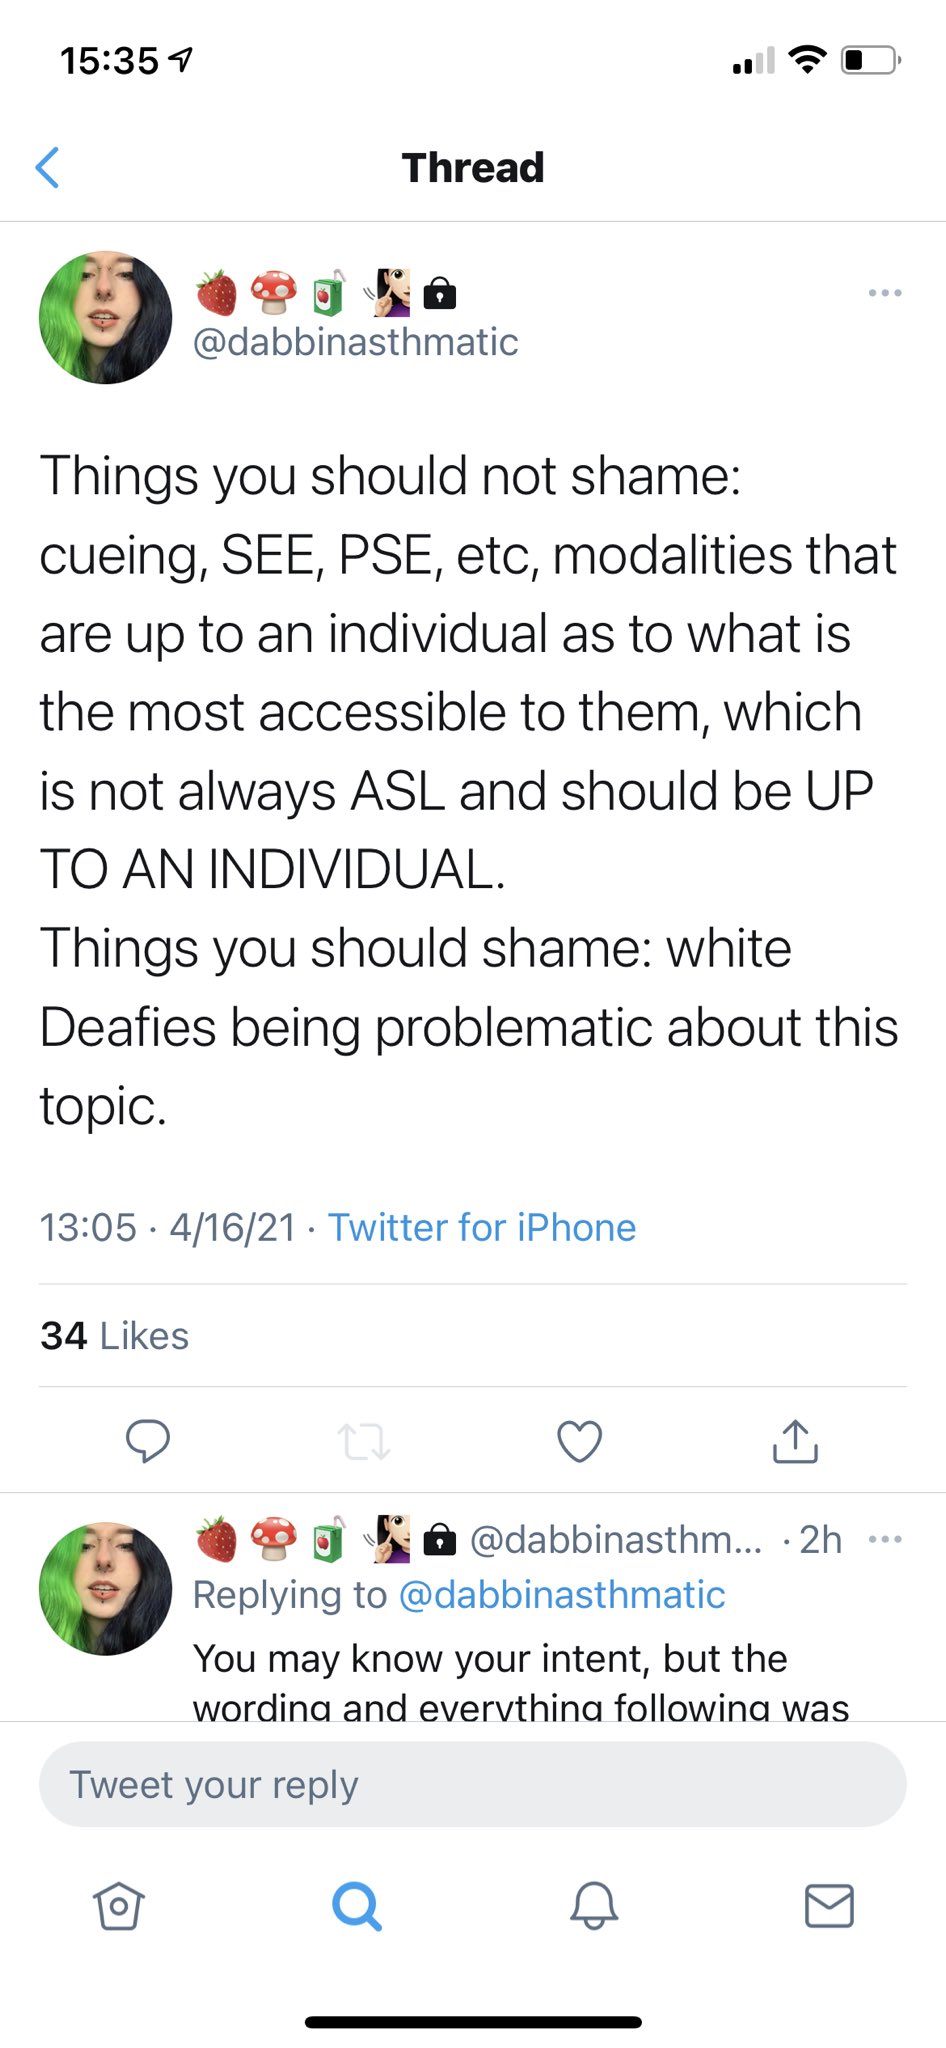 15:35
Thread
@dabbinasthmatic
Things you should not shame:
cueing, SEE, PSE, etc, modalities that
are up to an individual as to what is
the most accessible to them, which
is not always ASL and should be UP
TO AN INDIVIDUAL.
Things you should shame: white
Deafies being problematic about this
topic.
13:05 · 4/16/21 · Twitter for iPhone
34 Likes
@dabbinasthm... · 2h
Replying to @dabbinasthmatic
You may know your intent, but the
wording and everything following was
Tweet your reply